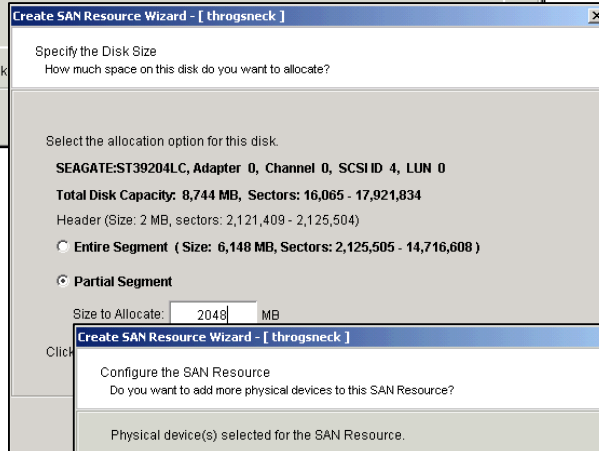 Create SAN Resource Wizard - [ throgsneck ]
Specify the Disk Size
How much space on this disk do you want to allocate?
k
Select the allocation option for this disk.
SEAGATE:ST39204LC, Adapter 0, Channel 0, SCSI ID 4, LUN 0
Total Disk Capacity: 8,744 MB, Sectors: 16,065 - 17,921,834
Header (Size: 2 MB, sectors: 2,121,409 - 2,125,504)
Entire Segment ( Size: 6,148 MB, Sectors: 2,125,505 - 14,716,608 )
Partial Segment
Size to Allocate: 2048 MB
Click
Create SAN Resource Wizard - [ throgsneck ]
Configure the SAN Resource
Do you want to add more physical devices to this SAN Resource?
Physical device(s) selected for the SAN Resource.